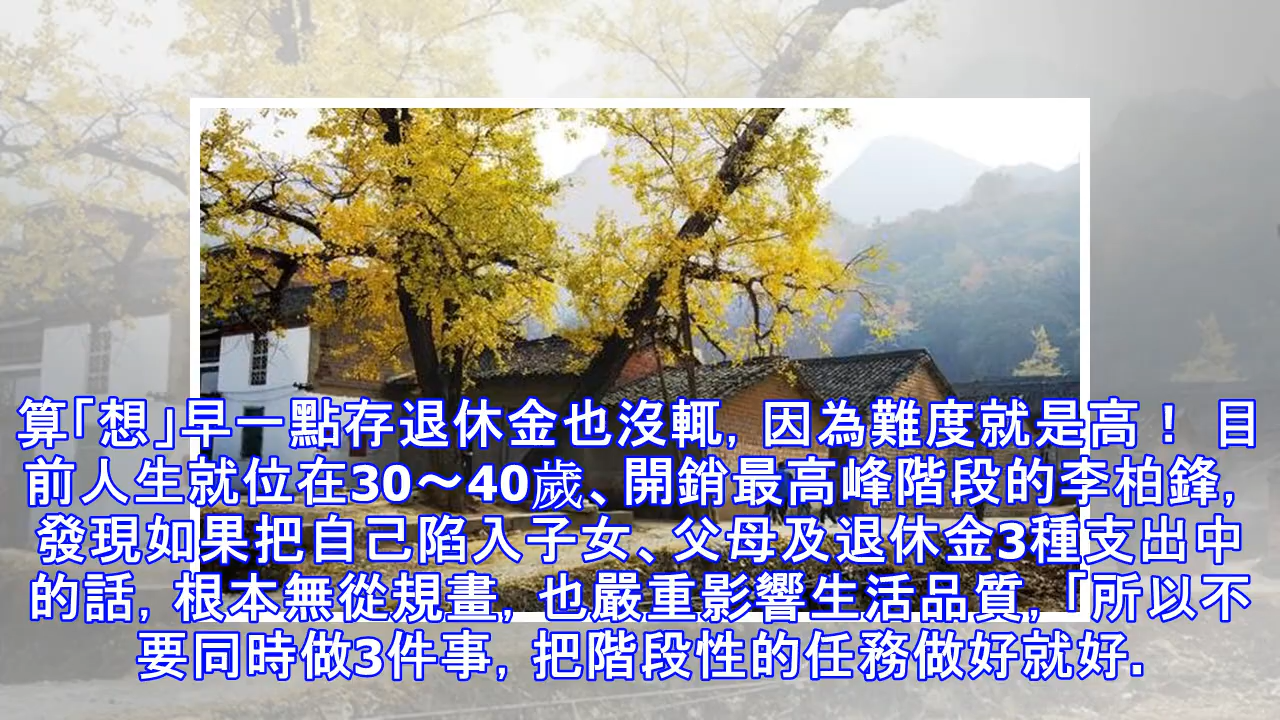 算「想」早一點存退休金也沒輒, 因為難度就是高！ 目
前人生就位在30～40歲、開銷最高峰階段的李柏鋒,
發現如果把自己陷入子女、父母及退休金3種支出中
的話, 根本無從規畫, 也嚴重影響生活品質,「所以不
要同時做3件事, 把階段性的任務做好就好.